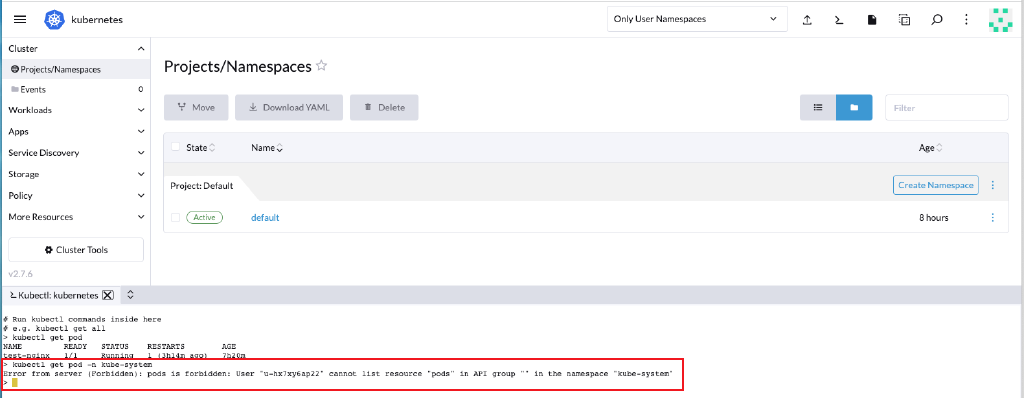 kubernetes
Only User Namespaces
Cluster
Projects/Namespaces
Events 0
Workloads
Apps
Service Discovery
Storage
Policy
More Resources
Cluster Tools
v2.7.6
Projects/Namespaces
Move Download YAML Delete
Filter
State Name Age
Project: Default Create Namespace
Active default 8 hours
Kubectl: kubernetes
# Run kubectl commands inside here
# e.g. kubectl get all
> kubectl get pod
NAME READY STATUS RESTARTS AGE
test-nginx 1/1 Running 1 (3h14m ago) 7h20m
> kubectl get pod -n kube-system
Error from server (Forbidden): pods is forbidden: User "u-hx7xy6ap22" cannot list resource "pods" in API group "" in the namespace "kube-system"
>